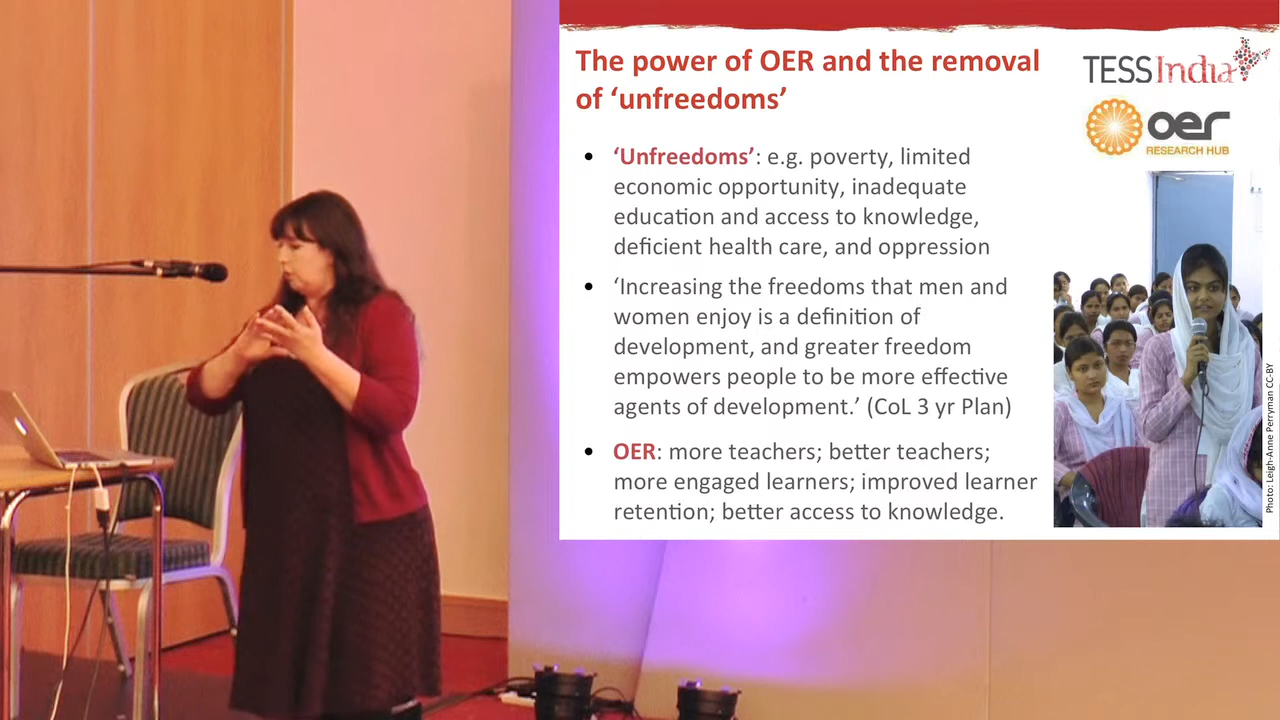 The power of OER and the removal
of ‘unfreedoms’
TESSIndia
oer
RESEARCH HUB
• ‘Unfreedoms’: e.g. poverty, limited
economic opportunity, inadequate
education and access to knowledge,
deficient health care, and oppression
• ‘Increasing the freedoms that men and
women enjoy is a definition of
development, and greater freedom
empowers people to be more effective
agents of development.’ (CoL 3 yr Plan)
• OER: more teachers; better teachers;
more engaged learners; improved learner
retention; better access to knowledge.
Photo: Leigh-Anne Perryman CC-BY